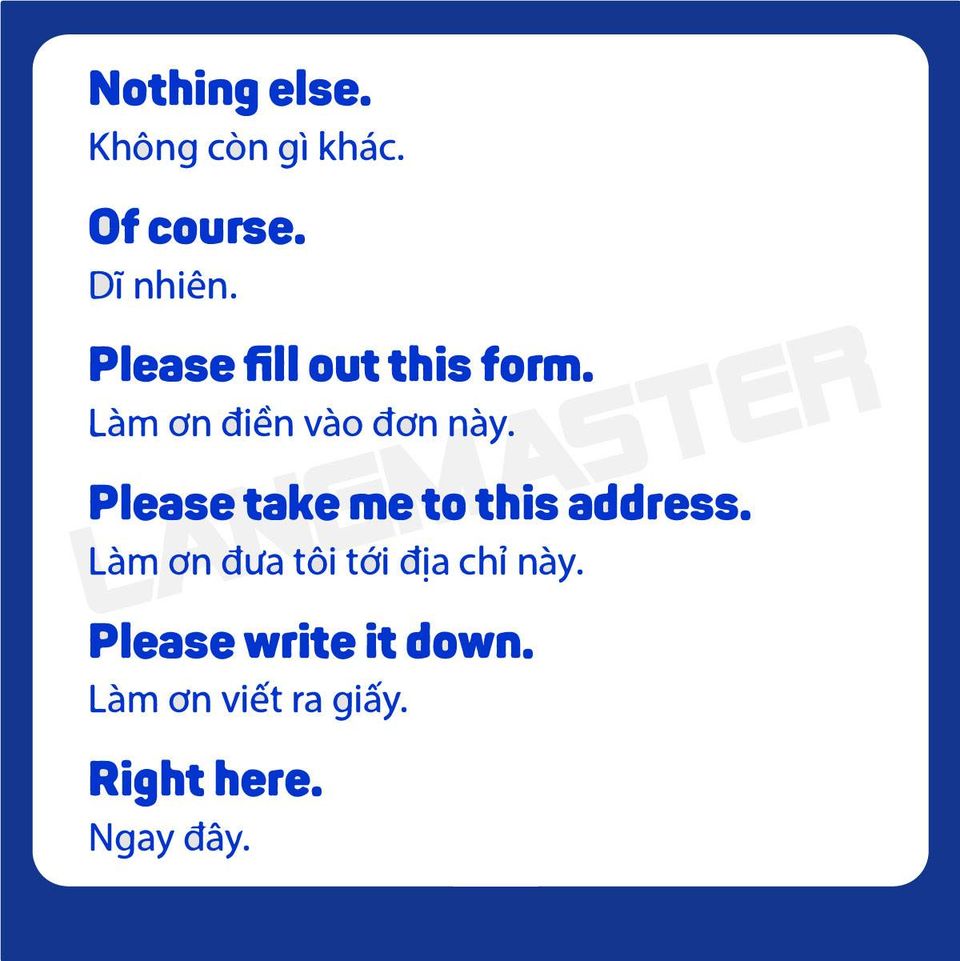 Nothing else.
Không còn gì khác.
Of course.
Dĩ nhiên.
Please fill out this form.
Làm ơn điền vào đơn này.
Please take me to this address.
Làm ơn đưa tôi tới địa chỉ này.
Please write it down.
Làm ơn viết ra giấy.
Right here.
Ngay đây.
LANGMASTER